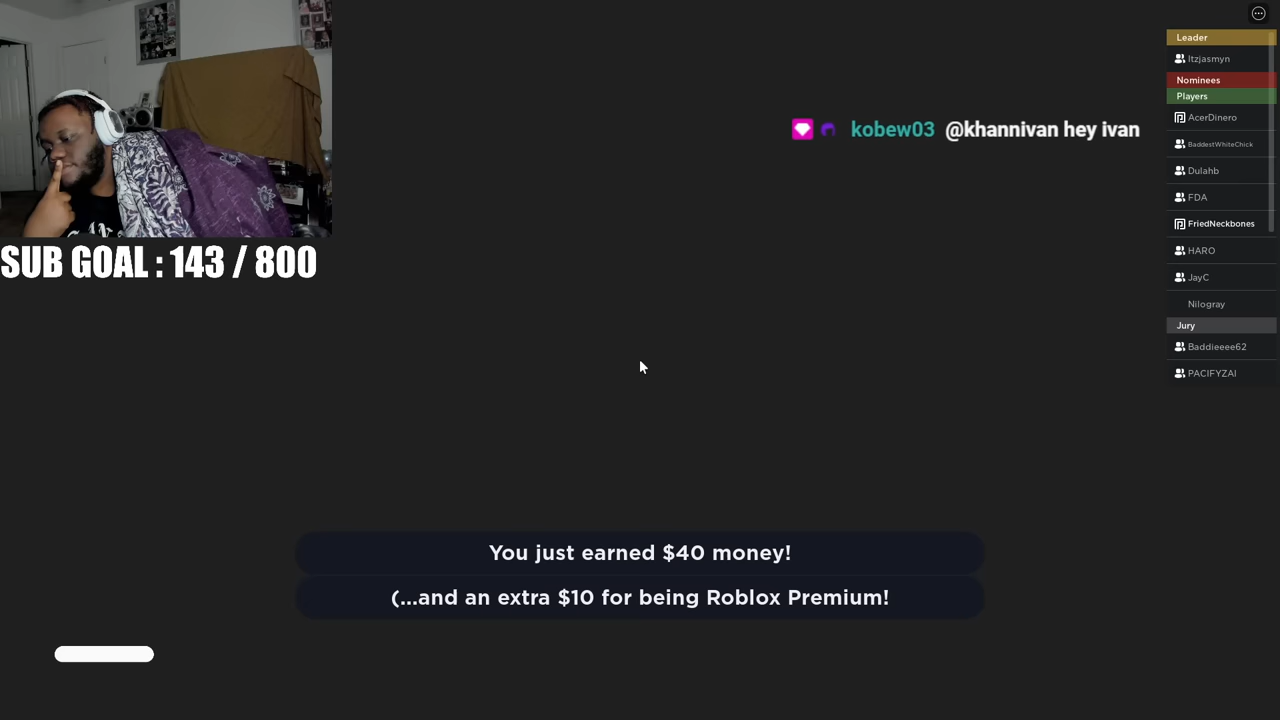 Leader
Itzjasmyn
Nominees
Players
AcerDinero
BaddestWhiteChick
Dulahb
FDA
FriedNeckbones
HARO
JayC
Nilogray
Jury
Baddieeee62
PACIFYZAI
kobew03 @khannivan hey ivan
SUB GOAL : 143 / 800
You just earned $40 money!
(...and an extra $10 for being Roblox Premium!